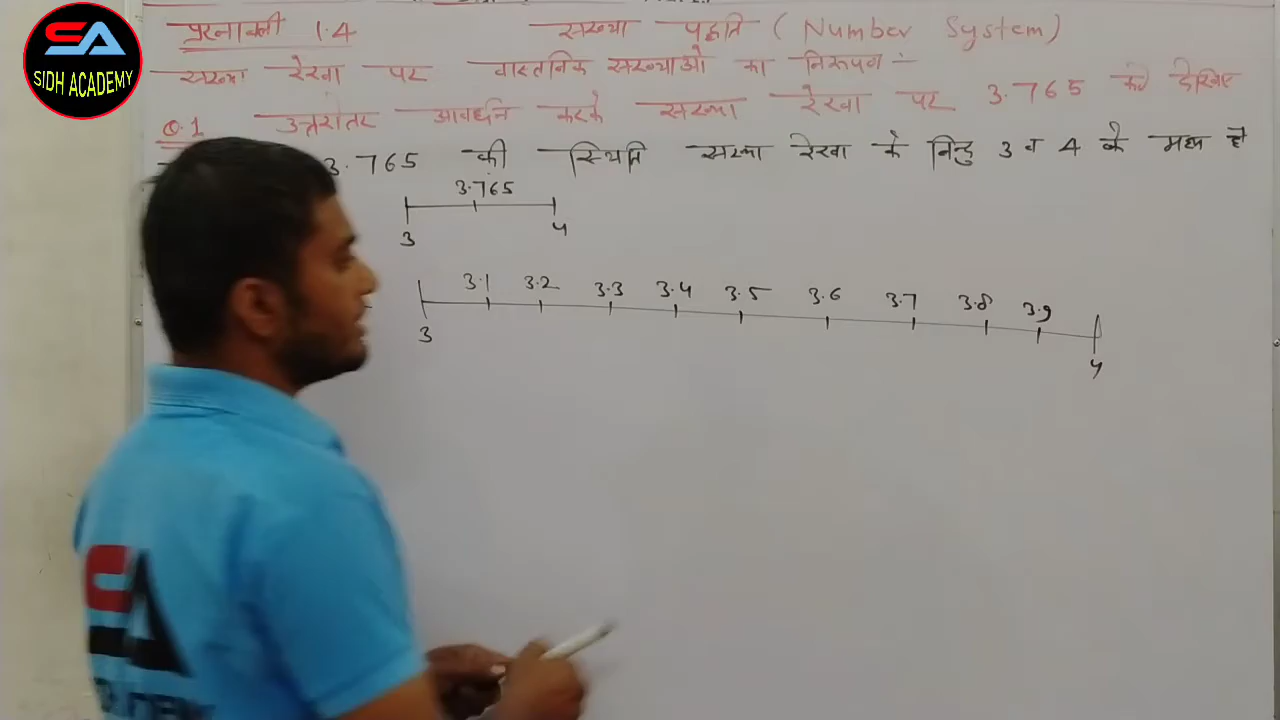 SIDH ACADEMY
प्रश्नावली 1.4 संख्या पद्धति ( Number System )
संख्या रेखा पर वास्तविक संख्याओ का निरूपण :-
Q.1 उत्तरोतर आवर्धन करके संख्या रेखा पर 3.765 को देखिए
3.765 की स्थिति संख्या रेखा के बिन्दु 3 व 4 के मध्य है
3.765
3 4
3.1 3.2 3.3 3.4 3.5 3.6 3.7 3.8 3.9
3 4